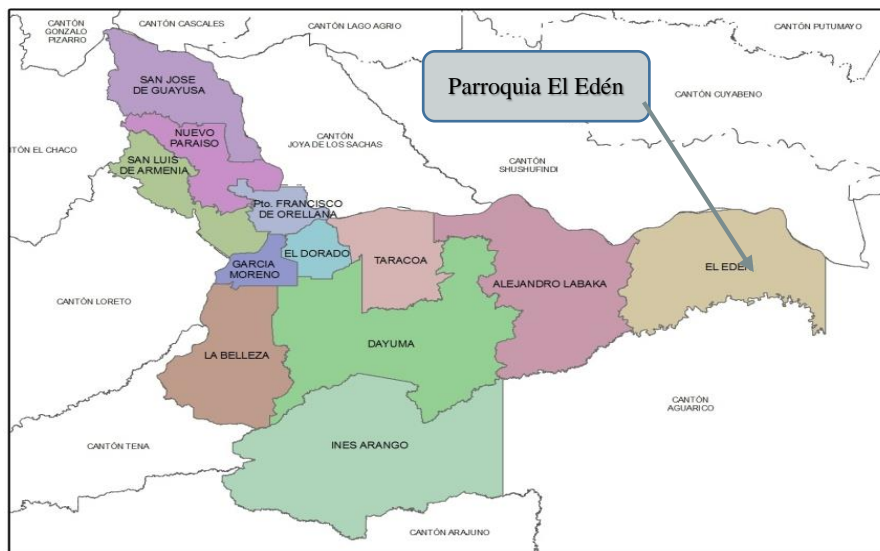 CANTÓN
GONZALO
PIZARRO
CANTÓN CASCALES
CANTÓN LAGO AGRIO
CANTÓN PUTUMAYO
SAN JOSE
DE GUAYUSA
Parroquia El Edén
CANTÓN CUYABENO
NUEVO
PARAISO
CANTÓN
JOYA DE LOS SACHAS
NTÓN EL CHACO
SAN LUIS
DE ARMENIA
CANTÓN
SHUSHUFINDI
Pto. FRANCISCO
DE ORELLANA
EL DORADO
TARACOA
GARCIA
MORENO
EL EDÉN
ALEJANDRO LABAKA
CANTÓN LORETO
DAYUMA
LA BELLEZA
CANTÓN
AGUARICO
CANTÓN TENA
INES ARANGO
CANTÓN ARAJUNO